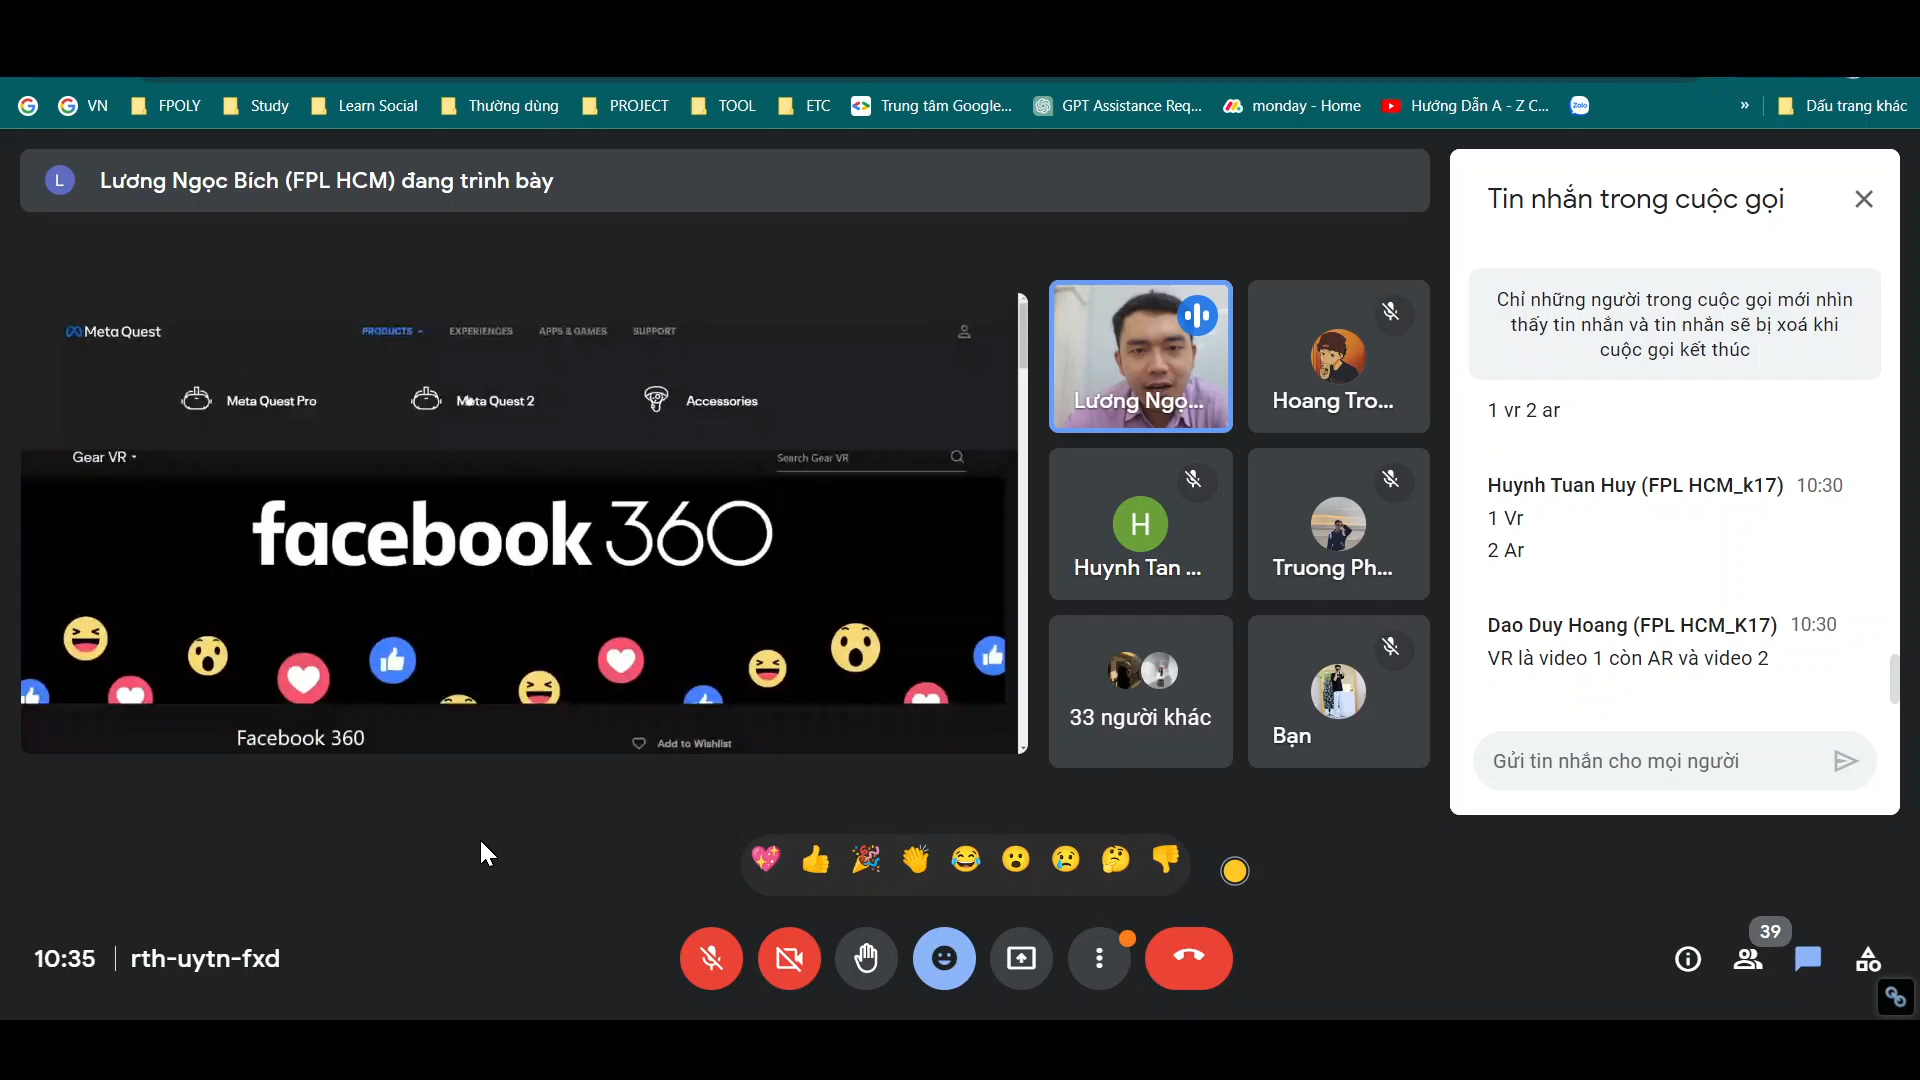 VN
FPOLY
Study
Learn Social
Thường dùng
PROJECT
TOOL
ETC
Trung tâm Google...
GPT Assistance Req...
monday - Home
Hướng Dẫn A - Z C...
Zalo
»
Dấu trang khác
L
Lương Ngọc Bích (FPL HCM) đang trình bày
Meta Quest
PRODUCTS
EXPERIENCES
APPS & GAMES
SUPPORT
Meta Quest Pro
Meta Quest 2
Accessories
Gear VR
Search Gear VR
facebook 360
Facebook 360
Add to Wishlist
Lương Ngọ...
Hoang Tro...
H
Huynh Tan ...
Truong Ph...
33 người khác
Bạn
Tin nhắn trong cuộc gọi
Chỉ những người trong cuộc gọi mới nhìn
thấy tin nhắn và tin nhắn sẽ bị xoá khi
cuộc gọi kết thúc
1 vr 2 ar
Huynh Tuan Huy (FPL HCM_k17) 10:30
1 Vr
2 Ar
Dao Duy Hoang (FPL HCM_K17) 10:30
VR là video 1 còn AR và video 2
Gửi tin nhắn cho mọi người
10:35
rth-uytn-fxd
39